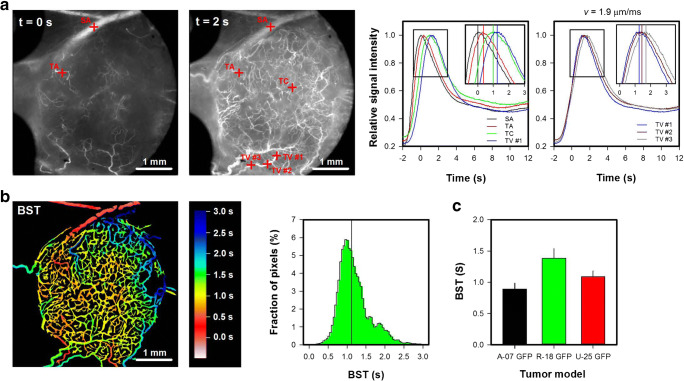 a
t = 0 s
SA
TA
1 mm
t = 2 s
SA
TA
TC
TV #3
TV #1
TV #2
1 mm
Relative signal intensity
1.2
1.0
0.8
0.6
0.4
0.2
0 1 2 3
SA
TA
TC
TV #1
-2 0 2 4 6 8 10 12
Time (s)
v = 1.9 μm/ms
1.2
1.0
0.8
0.6
0.4
0.2
0 1 2 3
TV #1
TV #2
TV #3
-2 0 2 4 6 8 10 12
Time (s)
b
BST
1 mm
3.0 s
2.5 s
2.0 s
1.5 s
1.0 s
0.5 s
0.0 s
Fraction of pixels (%)
7
6
5
4
3
2
1
0
0.0 0.5 1.0 1.5 2.0 2.5 3.0
BST (s)
c
BST (S)
2.0
1.5
1.0
0.5
0.0
A-07 GFP R-18 GFP U-25 GFP
Tumor model